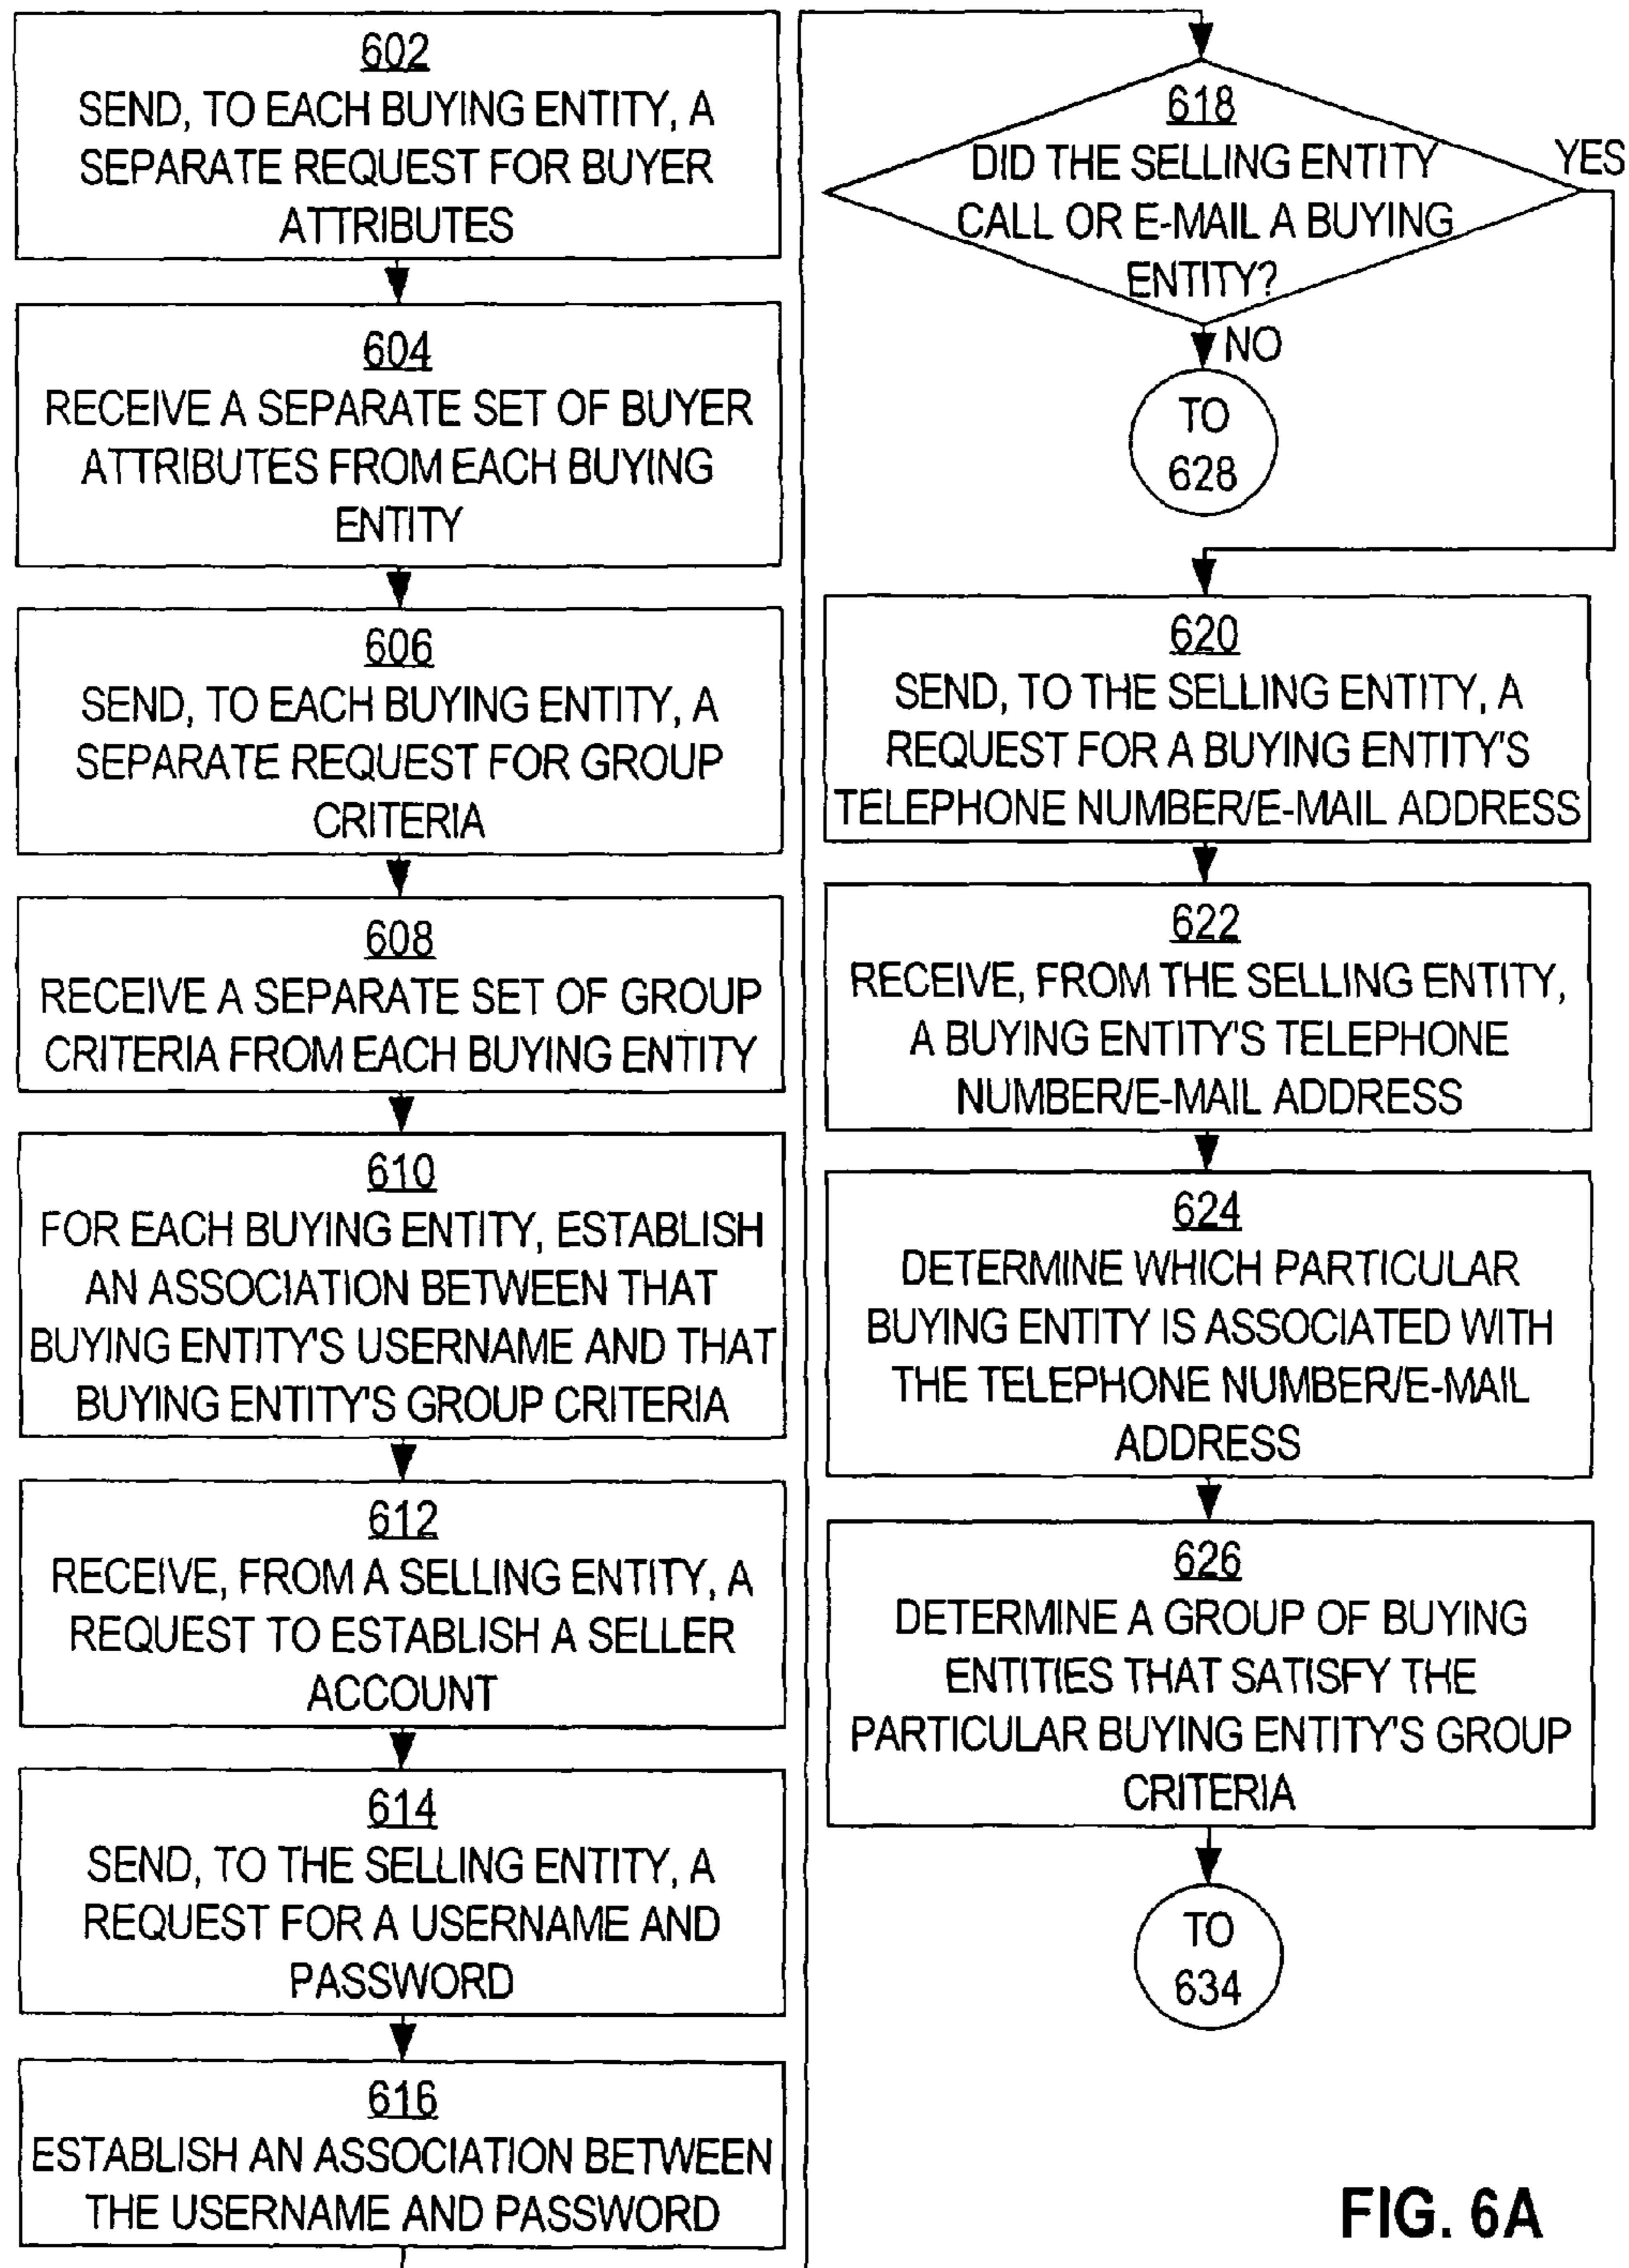 602
SEND, TO EACH BUYING ENTITY, A
SEPARATE REQUEST FOR BUYER
ATTRIBUTES
604
RECEIVE A SEPARATE SET OF BUYER
ATTRIBUTES FROM EACH BUYING
ENTITY
606
SEND, TO EACH BUYING ENTITY, A
SEPARATE REQUEST FOR GROUP
CRITERIA
608
RECEIVE A SEPARATE SET OF GROUP
CRITERIA FROM EACH BUYING ENTITY
610
FOR EACH BUYING ENTITY, ESTABLISH
AN ASSOCIATION BETWEEN THAT
BUYING ENTITY'S USERNAME AND THAT
BUYING ENTITY'S GROUP CRITERIA
612
RECEIVE, FROM A SELLING ENTITY, A
REQUEST TO ESTABLISH A SELLER
ACCOUNT
614
SEND, TO THE SELLING ENTITY, A
REQUEST FOR A USERNAME AND
PASSWORD
616
ESTABLISH AN ASSOCIATION BETWEEN
THE USERNAME AND PASSWORD
618
DID THE SELLING ENTITY
CALL OR E-MAIL A BUYING
ENTITY?
YES
NO
TO
628
620
SEND, TO THE SELLING ENTITY, A
REQUEST FOR A BUYING ENTITY'S
TELEPHONE NUMBER/E-MAIL ADDRESS
622
RECEIVE, FROM THE SELLING ENTITY,
A BUYING ENTITY'S TELEPHONE
NUMBER/E-MAIL ADDRESS
624
DETERMINE WHICH PARTICULAR
BUYING ENTITY IS ASSOCIATED WITH
THE TELEPHONE NUMBER/E-MAIL
ADDRESS
626
DETERMINE A GROUP OF BUYING
ENTITIES THAT SATISFY THE
PARTICULAR BUYING ENTITY'S GROUP
CRITERIA
TO
634
FIG. 6A